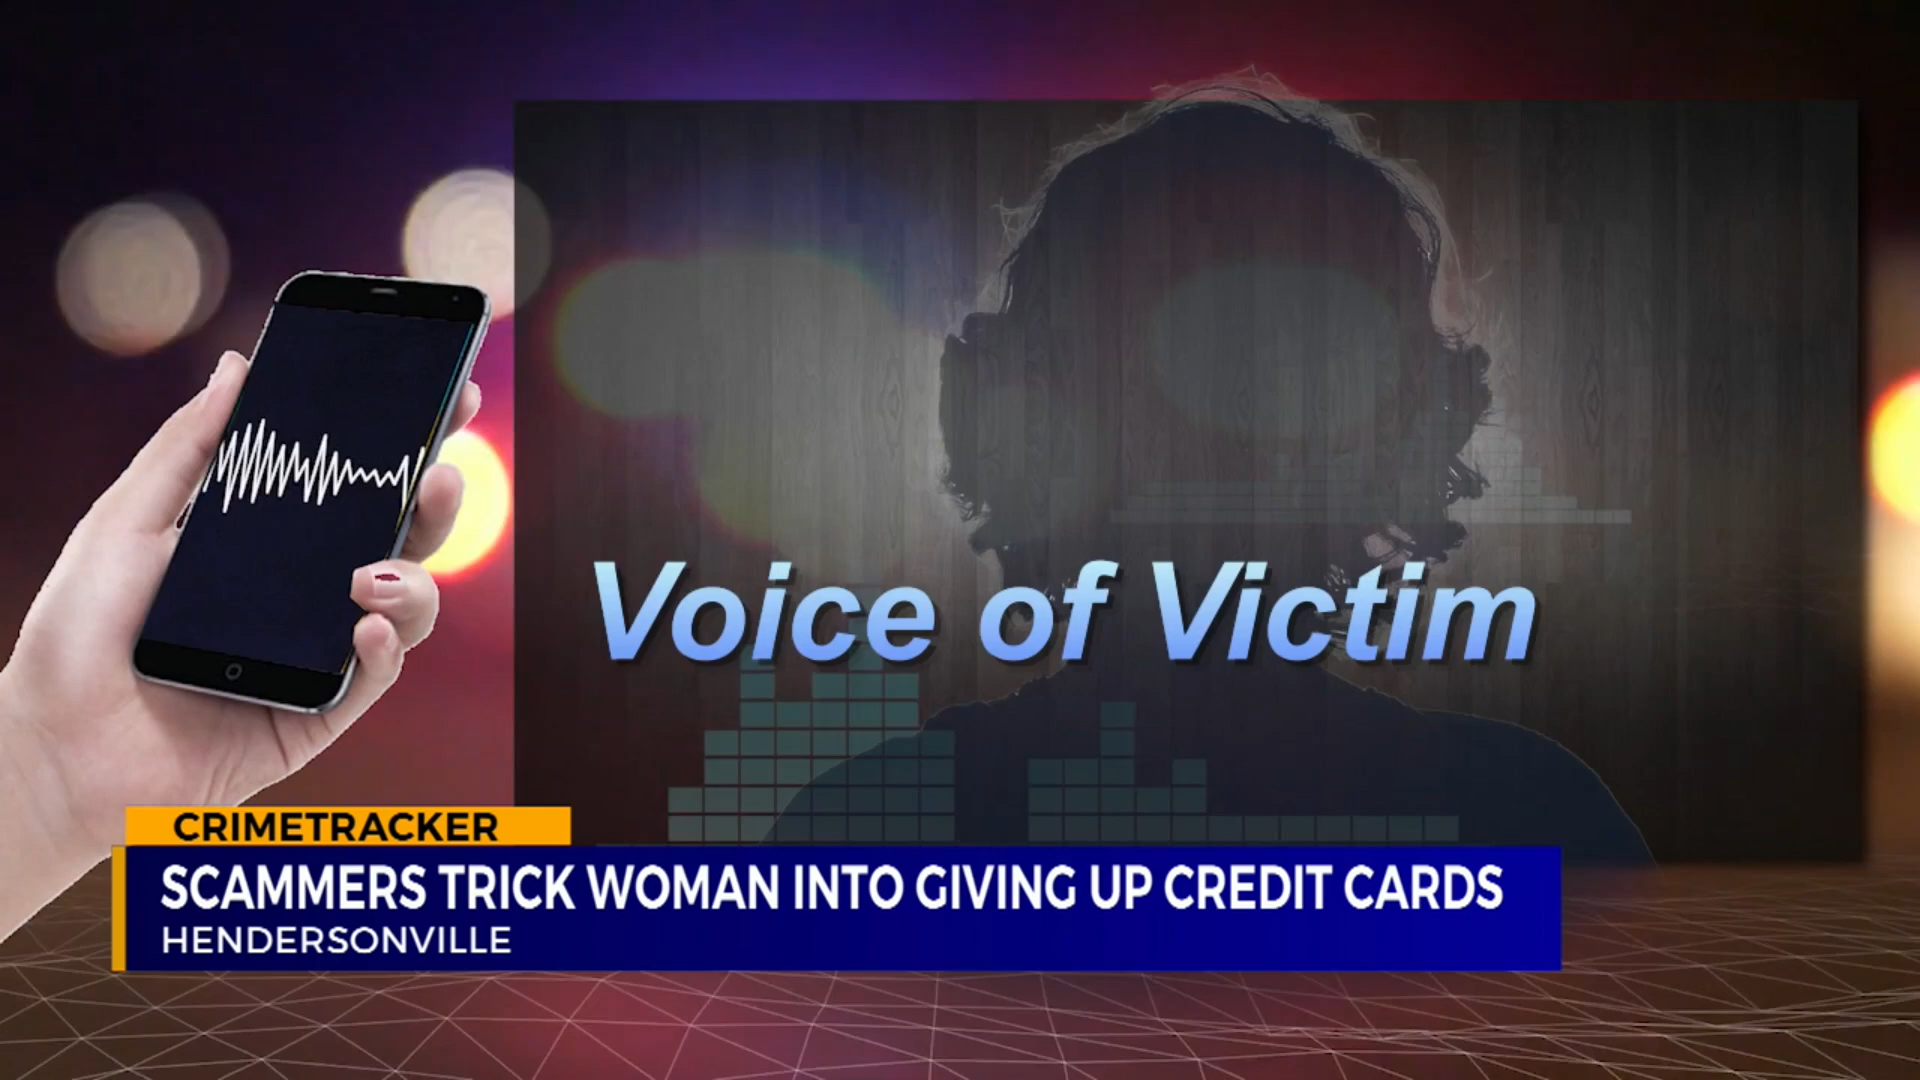 Voice of Victim
CRIMETRACKER
SCAMMERS TRICK WOMAN INTO GIVING UP CREDIT CARDS
HENDERSONVILLE